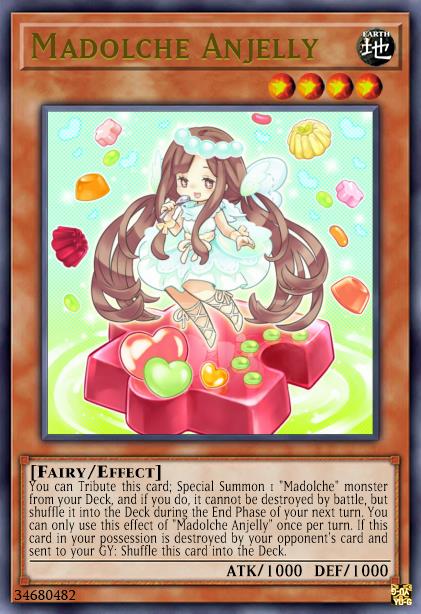 Madolche Anjelly
EARTH
地
[Fairy/Effect]
You can Tribute this card; Special Summon 1 "Madolche" monster
from your Deck, and if you do, it cannot be destroyed by battle, but
shuffle it into the Deck during the End Phase of your next turn. You
can only use this effect of "Madolche Anjelly" once per turn. If this
card in your possession is destroyed by your opponent's card and
sent to your GY: Shuffle this card into the Deck.
ATK/1000 DEF/1000
34680482